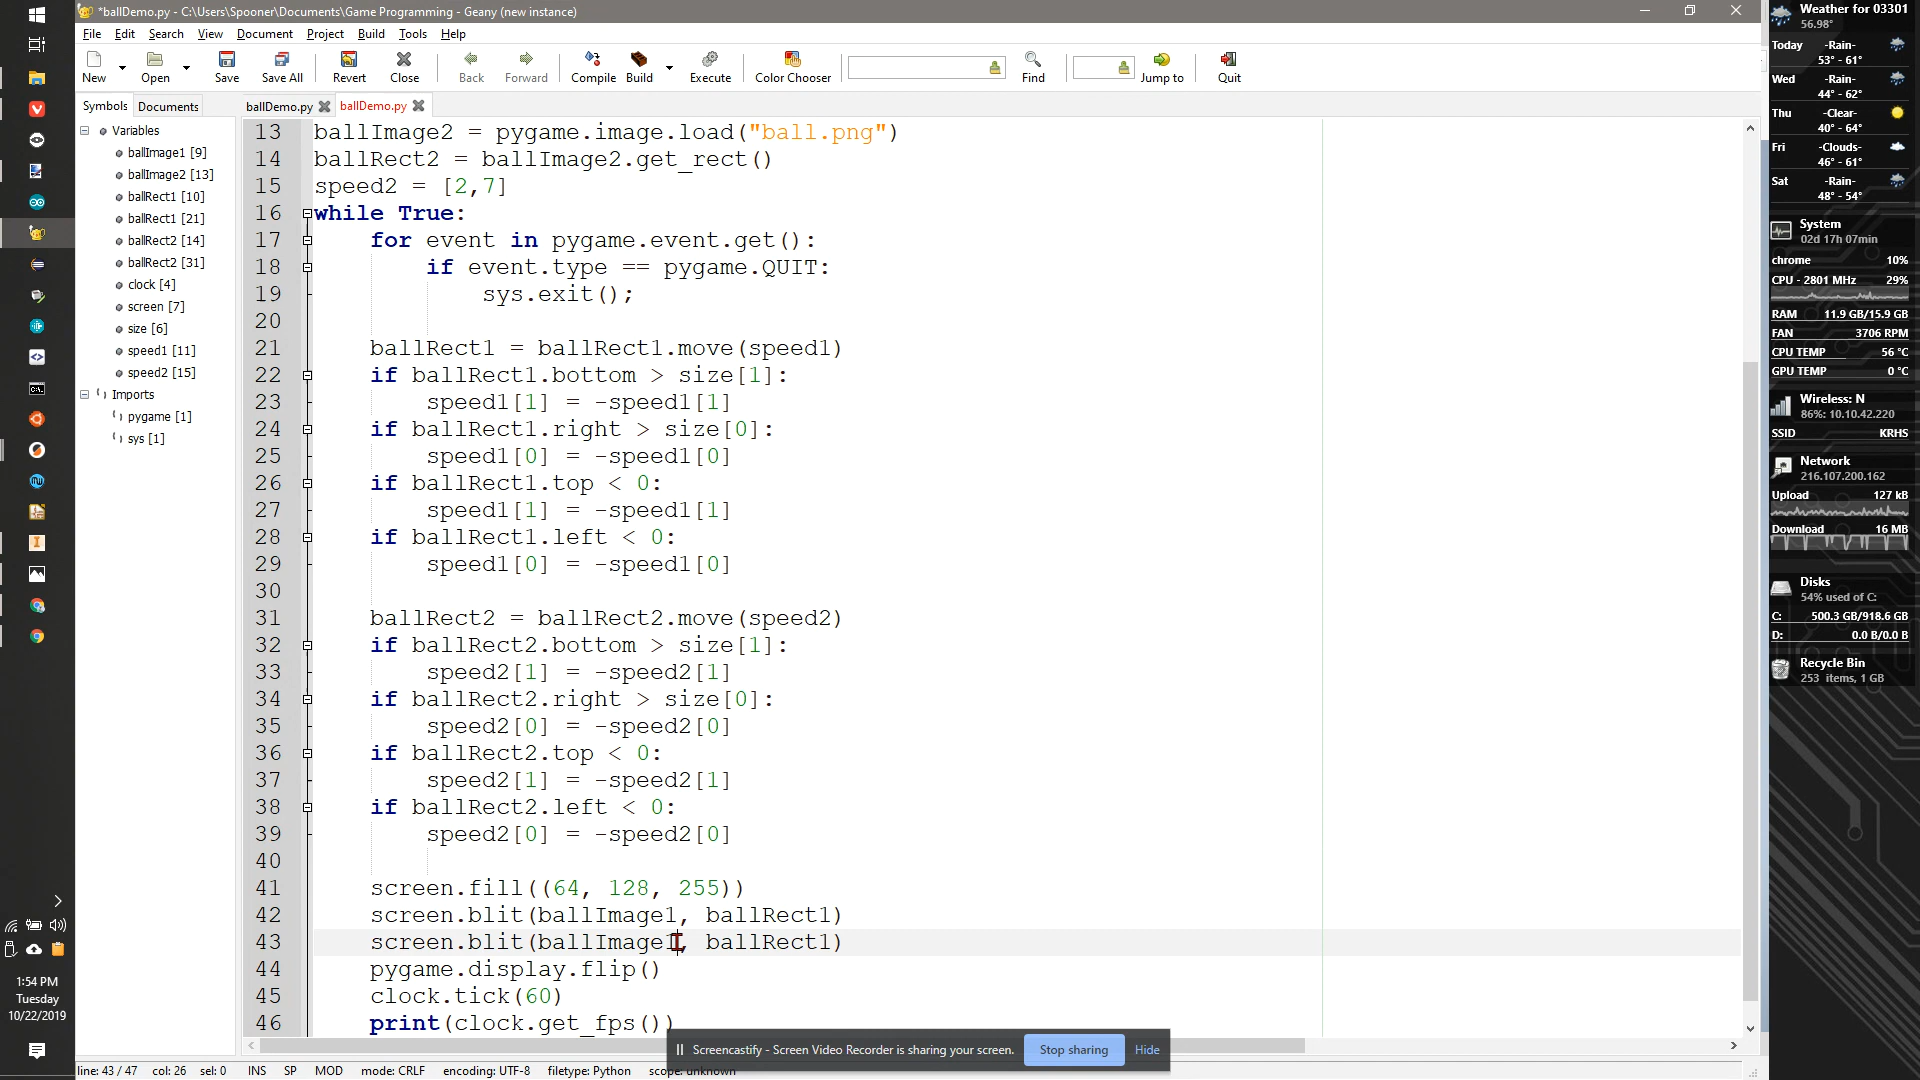 *ballDemo.py - C:\Users\Spooner\Documents\Game Programming - Geany (new instance)
File Edit Search View Document Project Build Tools Help
New Open Save Save All Revert Close Back Forward Compile Build Execute Color Chooser Find Jump to Quit
Symbols Documents ballDemo.py ballDemo.py
Variables
ballImage1 [9]
ballImage2 [13]
ballRect1 [10]
ballRect1 [21]
ballRect2 [14]
ballRect2 [31]
clock [4]
screen [7]
size [6]
speed1 [11]
speed2 [15]
Imports
pygame [1]
sys [1]
13 ballImage2 = pygame.image.load("ball.png")
14 ballRect2 = ballImage2.get_rect()
15 speed2 = [2,7]
16 while True:
17 for event in pygame.event.get():
18 if event.type == pygame.QUIT:
19 sys.exit();
20
21 ballRect1 = ballRect1.move(speed1)
22 if ballRect1.bottom > size[1]:
23 speed1[1] = -speed1[1]
24 if ballRect1.right > size[0]:
25 speed1[0] = -speed1[0]
26 if ballRect1.top < 0:
27 speed1[1] = -speed1[1]
28 if ballRect1.left < 0:
29 speed1[0] = -speed1[0]
30
31 ballRect2 = ballRect2.move(speed2)
32 if ballRect2.bottom > size[1]:
33 speed2[1] = -speed2[1]
34 if ballRect2.right > size[0]:
35 speed2[0] = -speed2[0]
36 if ballRect2.top < 0:
37 speed2[1] = -speed2[1]
38 if ballRect2.left < 0:
39 speed2[0] = -speed2[0]
40
41 screen.fill((64, 128, 255))
42 screen.blit(ballImage1, ballRect1)
43 screen.blit(ballImage1, ballRect1)
44 pygame.display.flip()
45 clock.tick(60)
46 print(clock.get_fps())
Screencastify - Screen Video Recorder is sharing your screen. Stop sharing Hide
line: 43 / 47 col: 26 sel: 0 INS SP MOD mode: CRLF encoding: UTF-8 filetype: Python scope: unknown
1:54 PM
Tuesday
10/22/2019
Weather for 03301
56.98°
Today -Rain-
53° - 61°
Wed -Rain-
44° - 62°
Thu -Clear-
40° - 64°
Fri -Clouds-
46° - 61°
Sat -Rain-
48° - 54°
System
02d 17h 07min
chrome 10%
CPU - 2801 MHz 29%
RAM 11.9 GB/15.9 GB
FAN 3706 RPM
CPU TEMP 56 °C
GPU TEMP 0 °C
Wireless: N
86%: 10.10.42.220
SSID KRHS
Network
216.107.200.162
Upload 127 kB
Download 16 MB
Disks
54% used of C:
C: 500.3 GB/918.6 GB
D: 0.0 B/0.0 B
Recycle Bin
253 items, 1 GB